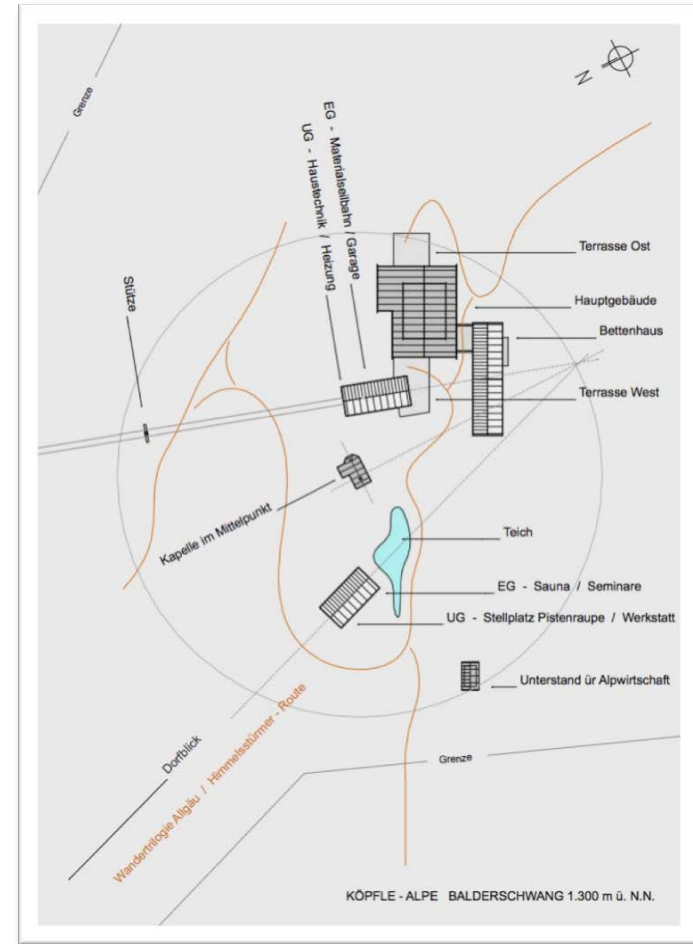 Grenze
N
EG - Materialseilbahn / Garage
UG - Haustechnik / Heizung
Terrasse Ost
Hauptgebäude
Stütze
Bettenhaus
Terrasse West
Kapelle im Mittelpunkt
Teich
EG - Sauna / Seminare
UG - Stellplatz Pistenraupe / Werkstatt
Unterstand ür Alpwirtschaft
Dorfblick
Wandertrilogie Allgäu / Himmelsstürmer - Route
Grenze
KÖPFLE - ALPE BALDERSCHWANG 1.300 m ü. N.N.